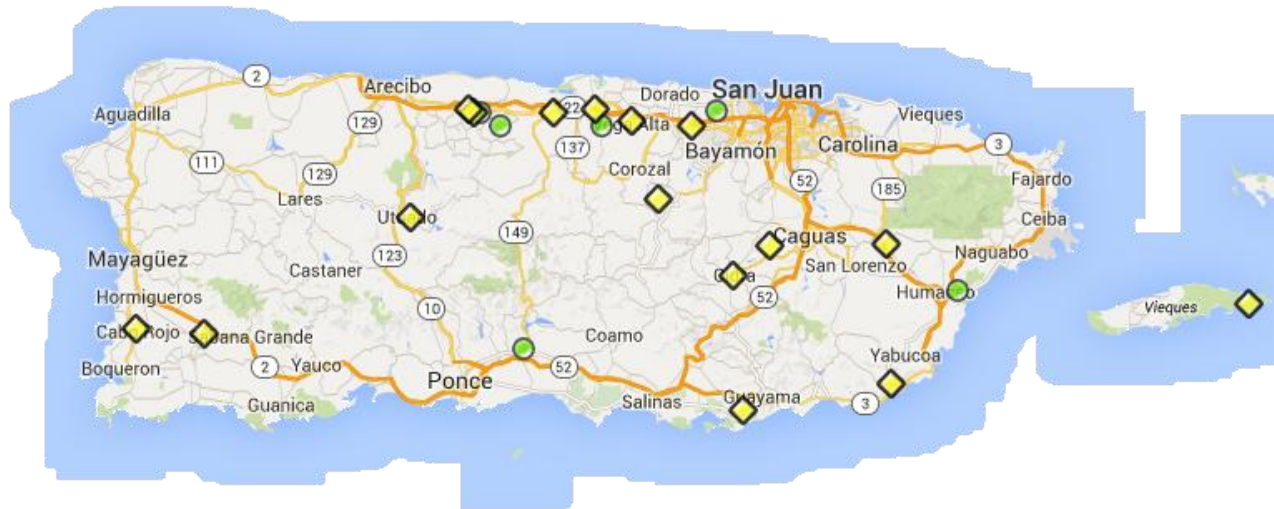 2
Arecibo
San Juan
Dorado
Aguadilla
22
Vieques
129
Alta
137
Bayamón
Carolina
3
111
129
Corozal
52
Fajardo
Lares
185
Ceiba
149
Caguas
Mayagüez
123
San Lorenzo
Naguabo
Castaner
Hormigueros
52
10
Vieques
Coamo
Grande
Boqueron
2
Yauco
52
Yabucoa
Ponce
Guanica
Salinas
Guayama
3